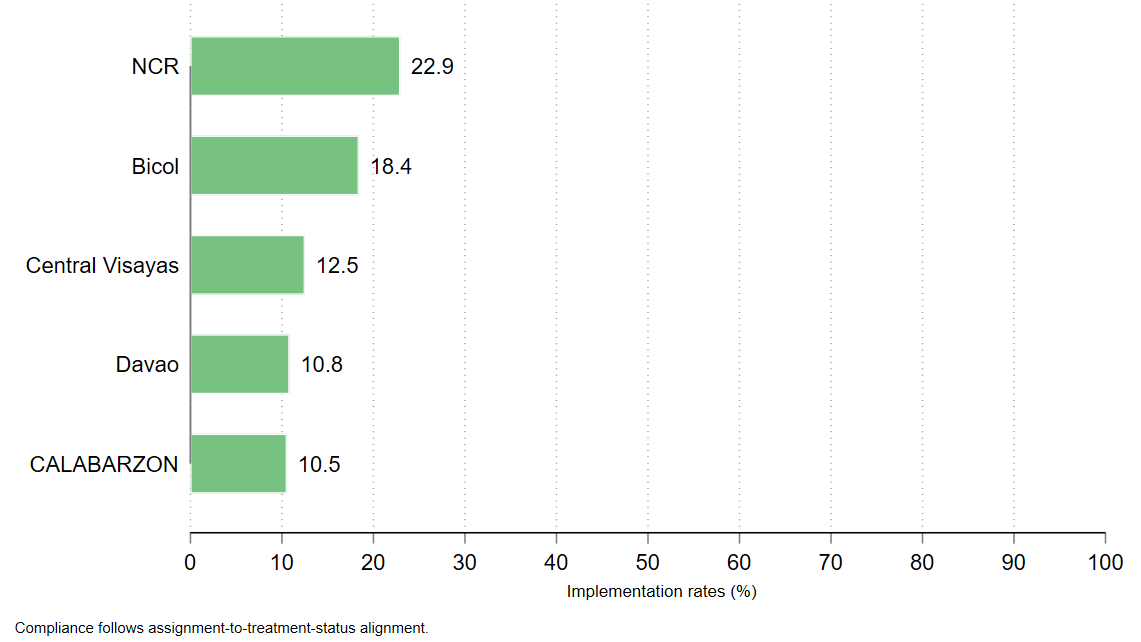 NCR 22.9
Bicol 18.4
Central Visayas 12.5
Davao 10.8
CALABARZON 10.5
0 10 20 30 40 50 60 70 80 90 100
Implementation rates (%)
Compliance follows assignment-to-treatment-status alignment.